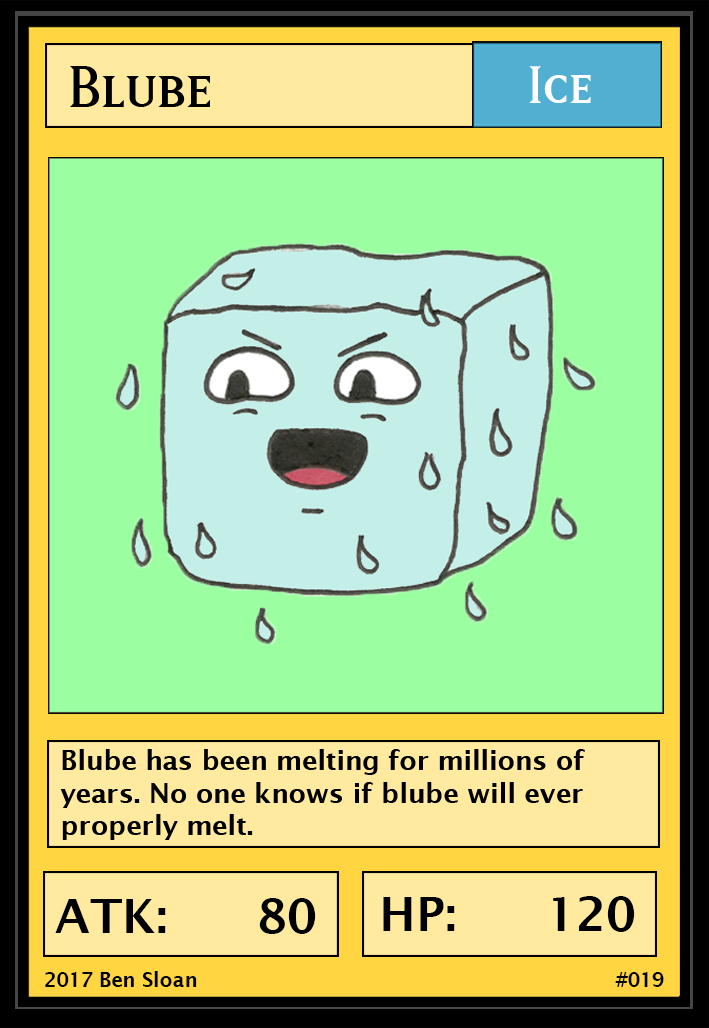 Blube
Ice
Blube has been melting for millions of
years. No one knows if blube will ever
properly melt.
ATK: 80
HP: 120
2017 Ben Sloan
#019